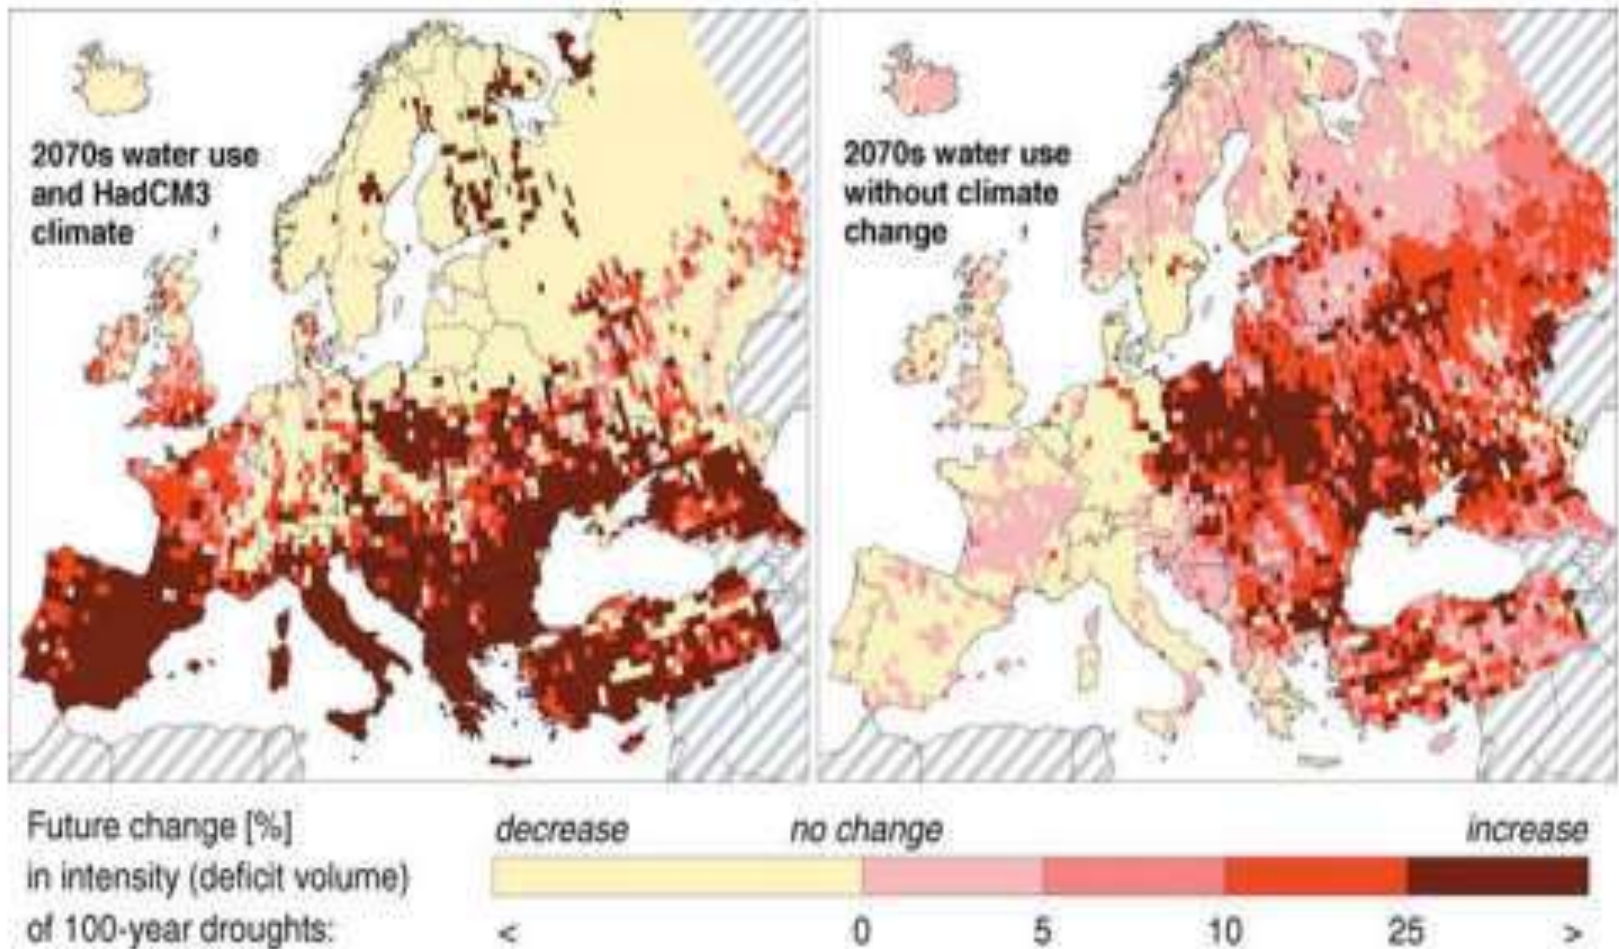 2070s water use
and HadCM3
climate
2070s water use
without climate
change
Future change [%]
in intensity (deficit volume)
of 100-year droughts:
decrease no change increase
< 0 5 10 25 >